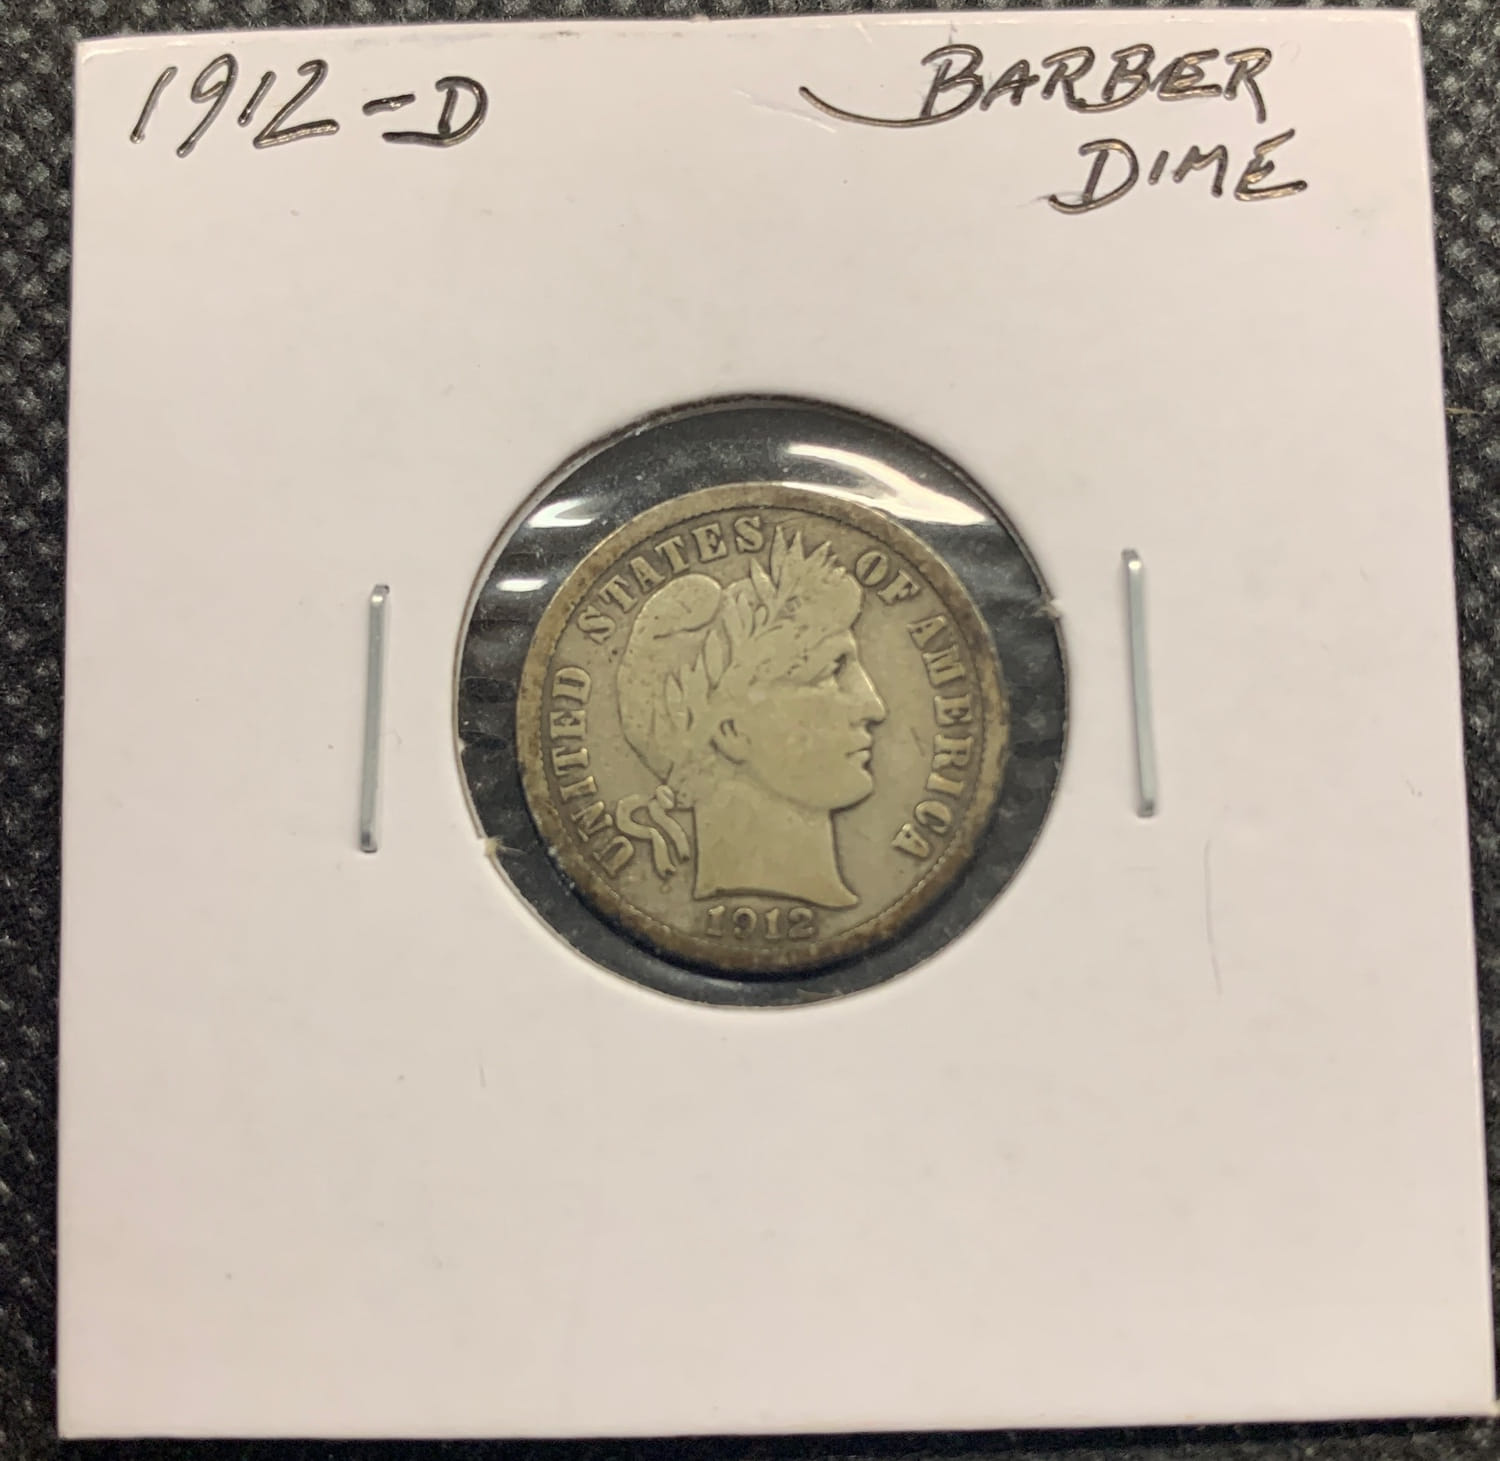 1912-D
BARBER
DIME
UNITED STATES OF AMERICA
1912